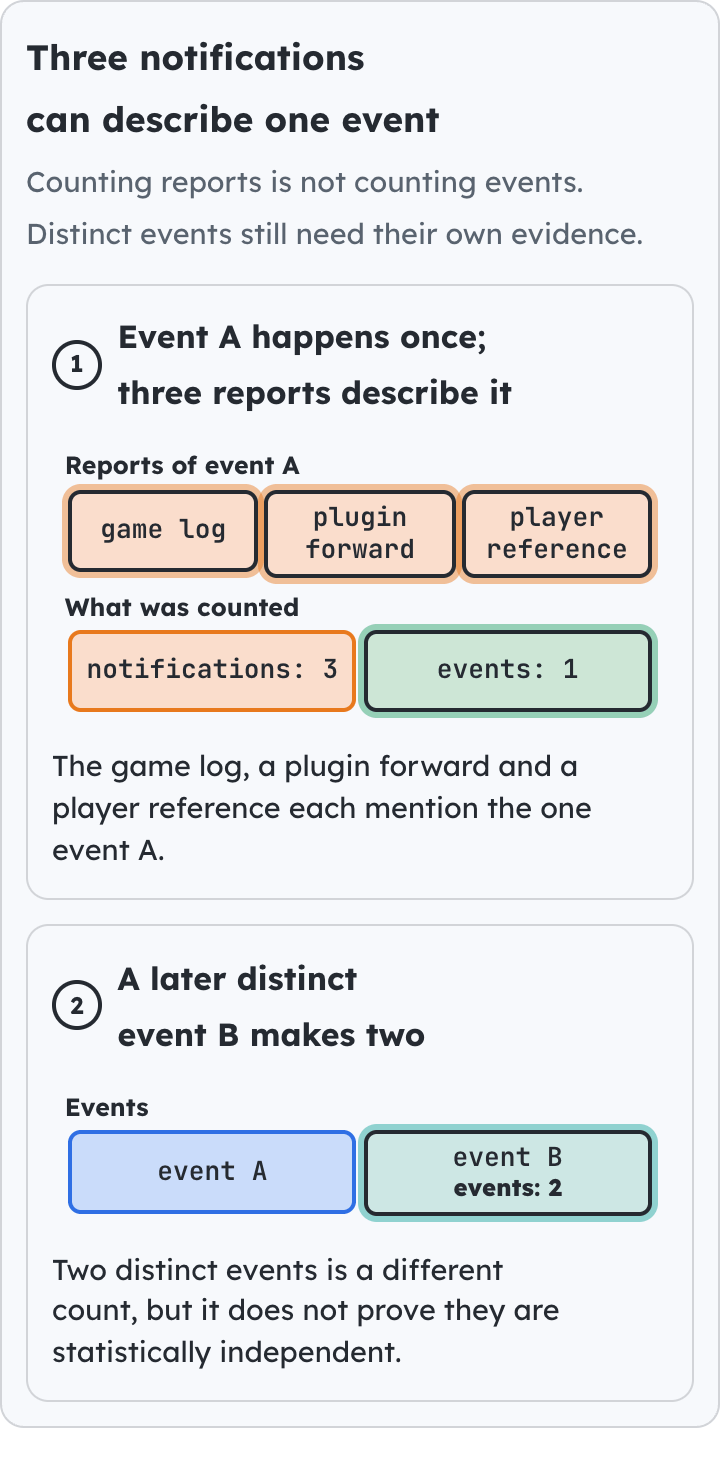 Three notifications
can describe one event
Counting reports is not counting events.
Distinct events still need their own evidence.
1
Event A happens once;
three reports describe it
Reports of event A
game log
plugin
forward
player
reference
What was counted
notifications: 3
events: 1
The game log, a plugin forward and a
player reference each mention the one
event A.
2
A later distinct
event B makes two
Events
event A
event B
events: 2
Two distinct events is a different
count, but it does not prove they are
statistically independent.